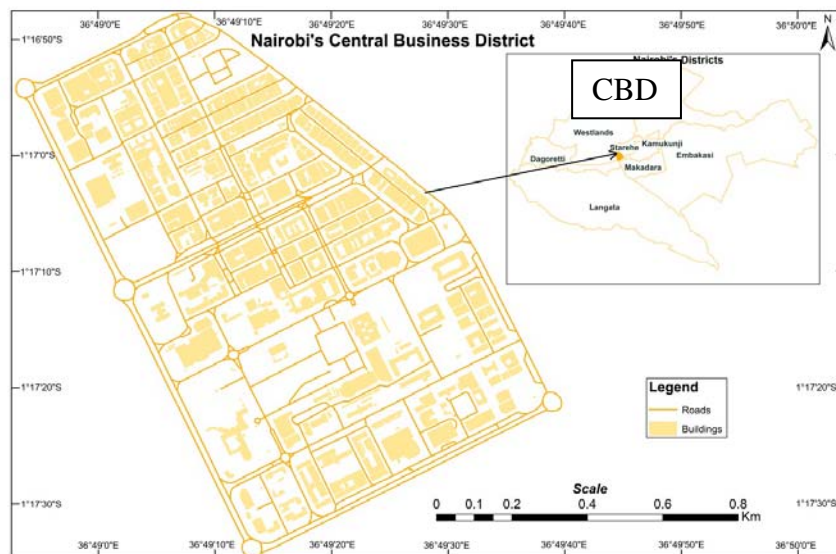 36°49'0"E 36°49'10"E 36°49'20"E 36°49'30"E 36°49'40"E 36°49'50"E 36°50'0"E
N
Nairobi's Central Business District
Nairobi's Districts
CBD
Westlands
Kamukunji
Starehe
Dagoretti
Embakasi
Makadara
Langata
1°16'50"S
1°17'0"S
1°17'10"S
1°17'20"S 1°17'20"S
Legend
Roads
Buildings
1°17'30"S 1°17'30"S
Scale
0 0.1 0.2 0.4 0.6 0.8
Km
36°49'0"E 36°49'10"E 36°49'20"E 36°49'30"E 36°49'40"E 36°49'50"E 36°50'0"E